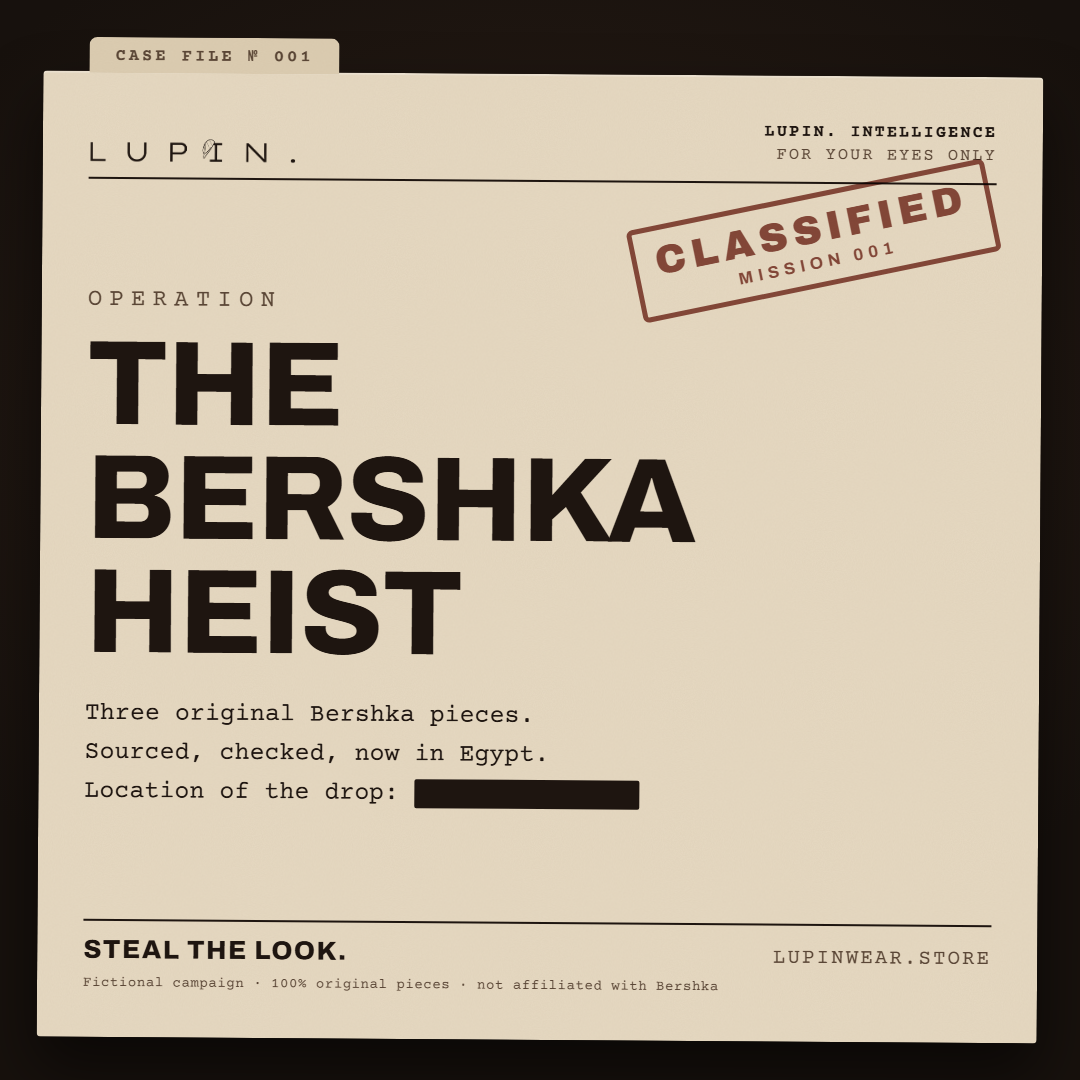 CASE FILE № 001
LUPIN.
LUPIN. INTELLIGENCE
FOR YOUR EYES ONLY
CLASSIFIED
MISSION 001
OPERATION
THE
BERSHKA
HEIST
Three original Bershka pieces.
Sourced, checked, now in Egypt.
Location of the drop:
STEAL THE LOOK.
LUPINWEAR.STORE
Fictional campaign · 100% original pieces · not affiliated with Bershka